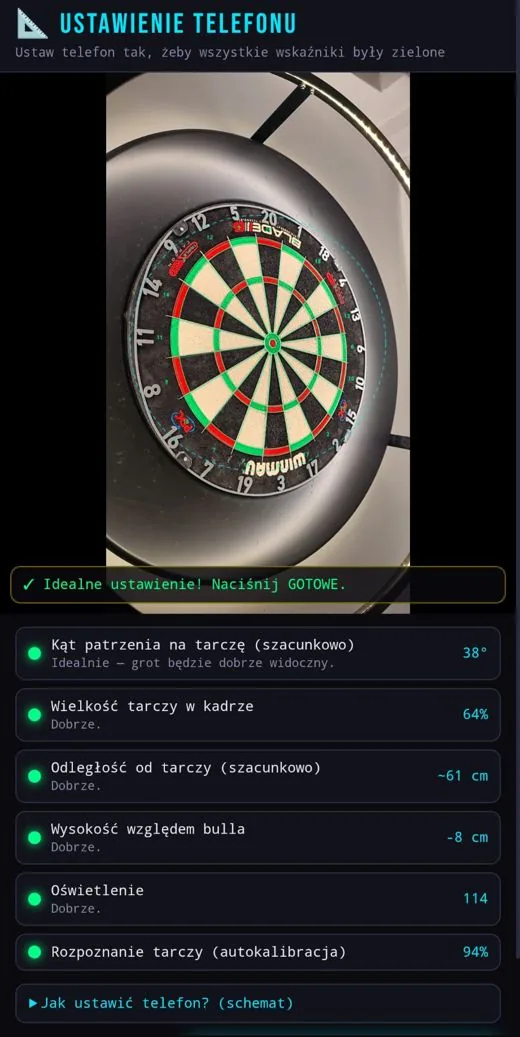 USTAWIENIE TELEFONU
Ustaw telefon tak, żeby wszystkie wskaźniki były zielone
9 12 5 20 1 18 4 13 6 10 15 2 17 3 19 7 16 8 11 14
BLADE 6
WINMAU
PDC
✓ Idealne ustawienie! Naciśnij GOTOWE.
Kąt patrzenia na tarczę (szacunkowo) 38°
Idealnie — grot będzie dobrze widoczny.
Wielkość tarczy w kadrze 64%
Dobrze.
Odległość od tarczy (szacunkowo) ~61 cm
Dobrze.
Wysokość względem bulla -8 cm
Dobrze.
Oświetlenie 114
Dobrze.
Rozpoznanie tarczy (autokalibracja) 94%
▶Jak ustawić telefon? (schemat)